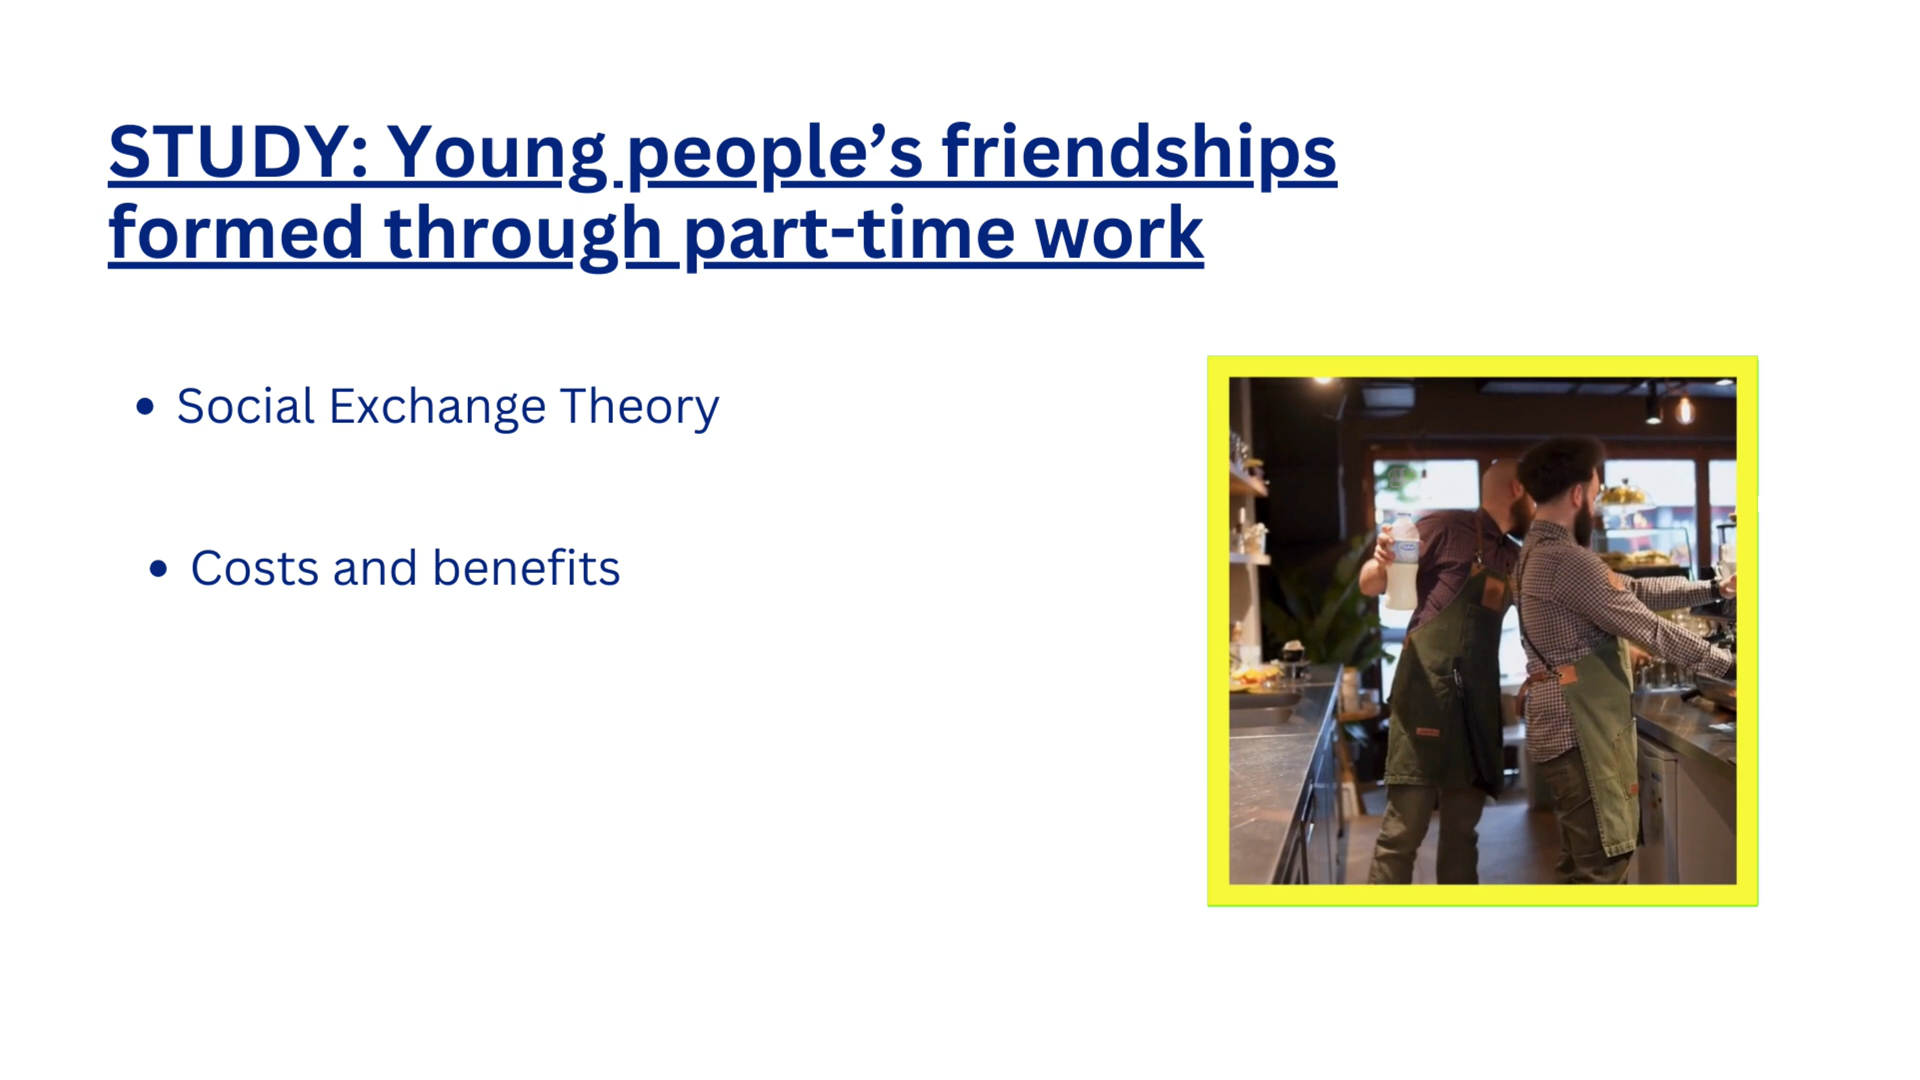 STUDY: Young people’s friendships
formed through part-time work
• Social Exchange Theory
• Costs and benefits